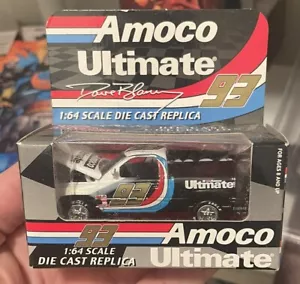 Amoco
Ultimate®
Dave Blaney 93
1:64 SCALE DIE CAST REPLICA
FOR AGES 8 AND UP
93
Ultimate
93 Amoco
1:64 SCALE
DIE CAST REPLICA Ultimate®